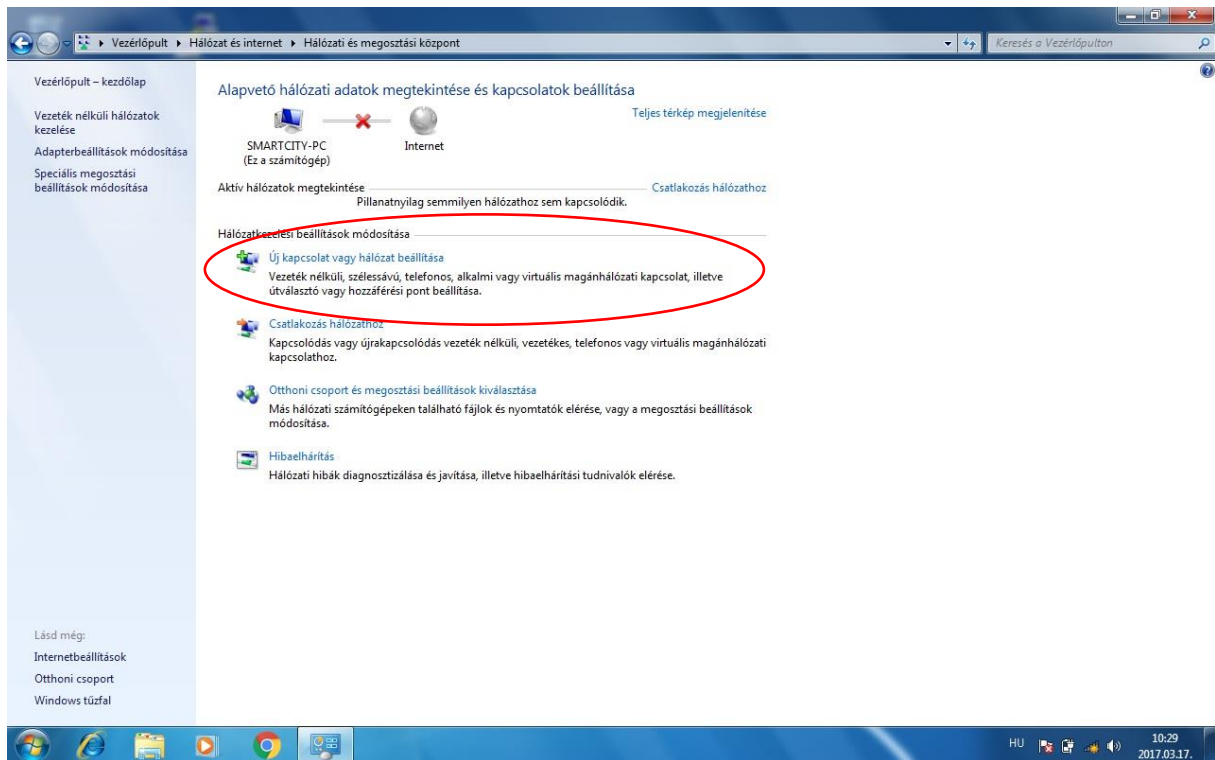 Vezérlőpult ▸ Hálózat és internet ▸ Hálózati és megosztási központ
Keresés a Vezérlőpulton
Vezérlőpult – kezdőlap
Vezeték nélküli hálózatok
kezelése
Adapterbeállítások módosítása
Speciális megosztási
beállítások módosítása
Alapvető hálózati adatok megtekintése és kapcsolatok beállítása
Teljes térkép megjelenítése
SMARTCITY-PC
(Ez a számítógép)
Internet
Aktív hálózatok megtekintése
Csatlakozás hálózathoz
Pillanatnyilag semmilyen hálózathoz sem kapcsolódik.
Hálózatkezelési beállítások módosítása
Új kapcsolat vagy hálózat beállítása
Vezeték nélküli, szélessávú, telefonos, alkalmi vagy virtuális magánhálózati kapcsolat, illetve
útválasztó vagy hozzáférési pont beállítása.
Csatlakozás hálózathoz
Kapcsolódás vagy újrakapcsolódás vezeték nélküli, vezetékes, telefonos vagy virtuális magánhálózati
kapcsolathoz.
Otthoni csoport és megosztási beállítások kiválasztása
Más hálózati számítógépeken található fájlok és nyomtatók elérése, vagy a megosztási beállítások
módosítása.
Hibaelhárítás
Hálózati hibák diagnosztizálása és javítása, illetve hibaelhárítási tudnivalók elérése.
Lásd még:
Internetbeállítások
Otthoni csoport
Windows tűzfal
HU
10:29
2017.03.17.